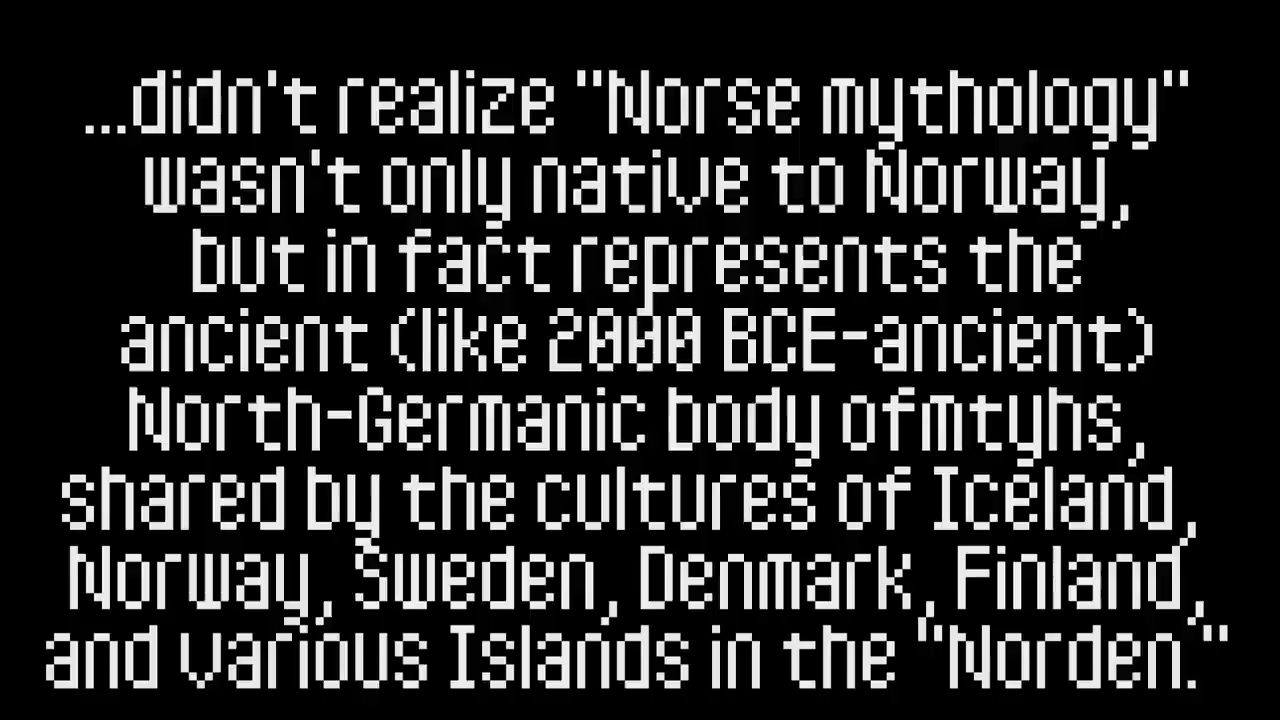 ...didn't realize "Norse mythology"
wasn't only native to Norway,
but in fact represents the
ancient (like 2000 BCE-ancient)
North-Germanic body ofmtyhs,
shared by the cultures of Iceland,
Norway, Sweden, Denmark, Finland,
and various Islands in the "Norden."